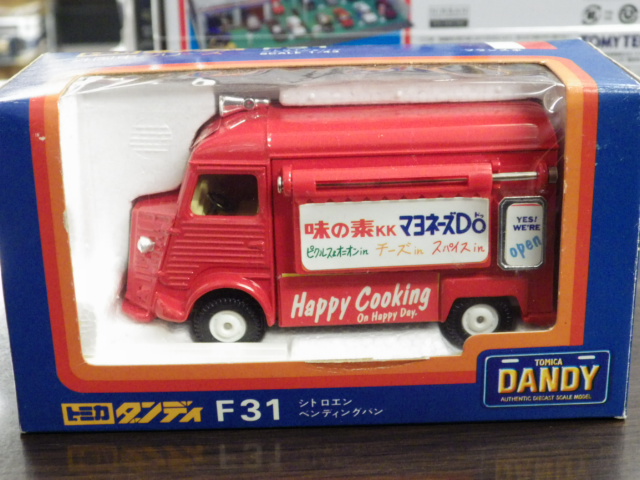 TOMYTE
味の素KK マヨネーズDo
ピクルス&オニオンin チーズin スパイスin
YES!
WE'RE
open
Happy Cooking
On Happy Day.
トミカ ダンディ F31
シトロエン
ベンディングバン
TOMICA
DANDY
AUTHENTIC DIECAST SCALE MODEL